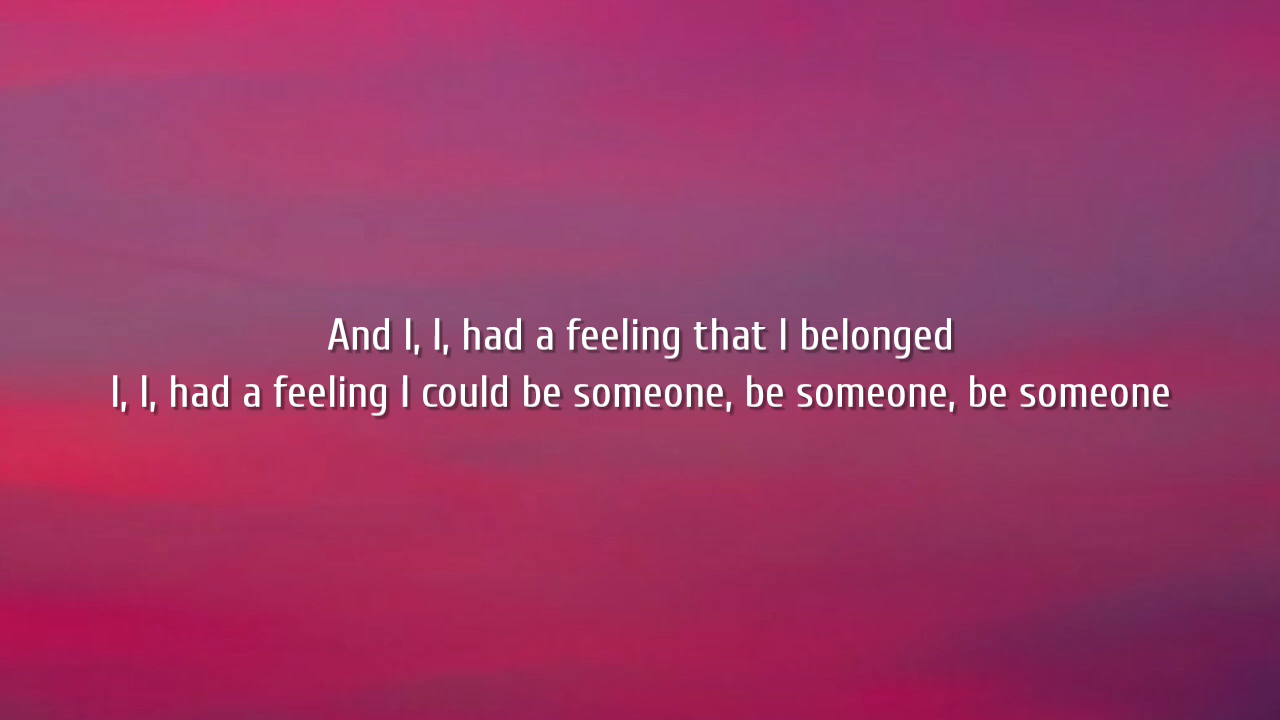 And I, I, had a feeling that I belonged
I, I, had a feeling I could be someone, be someone, be someone